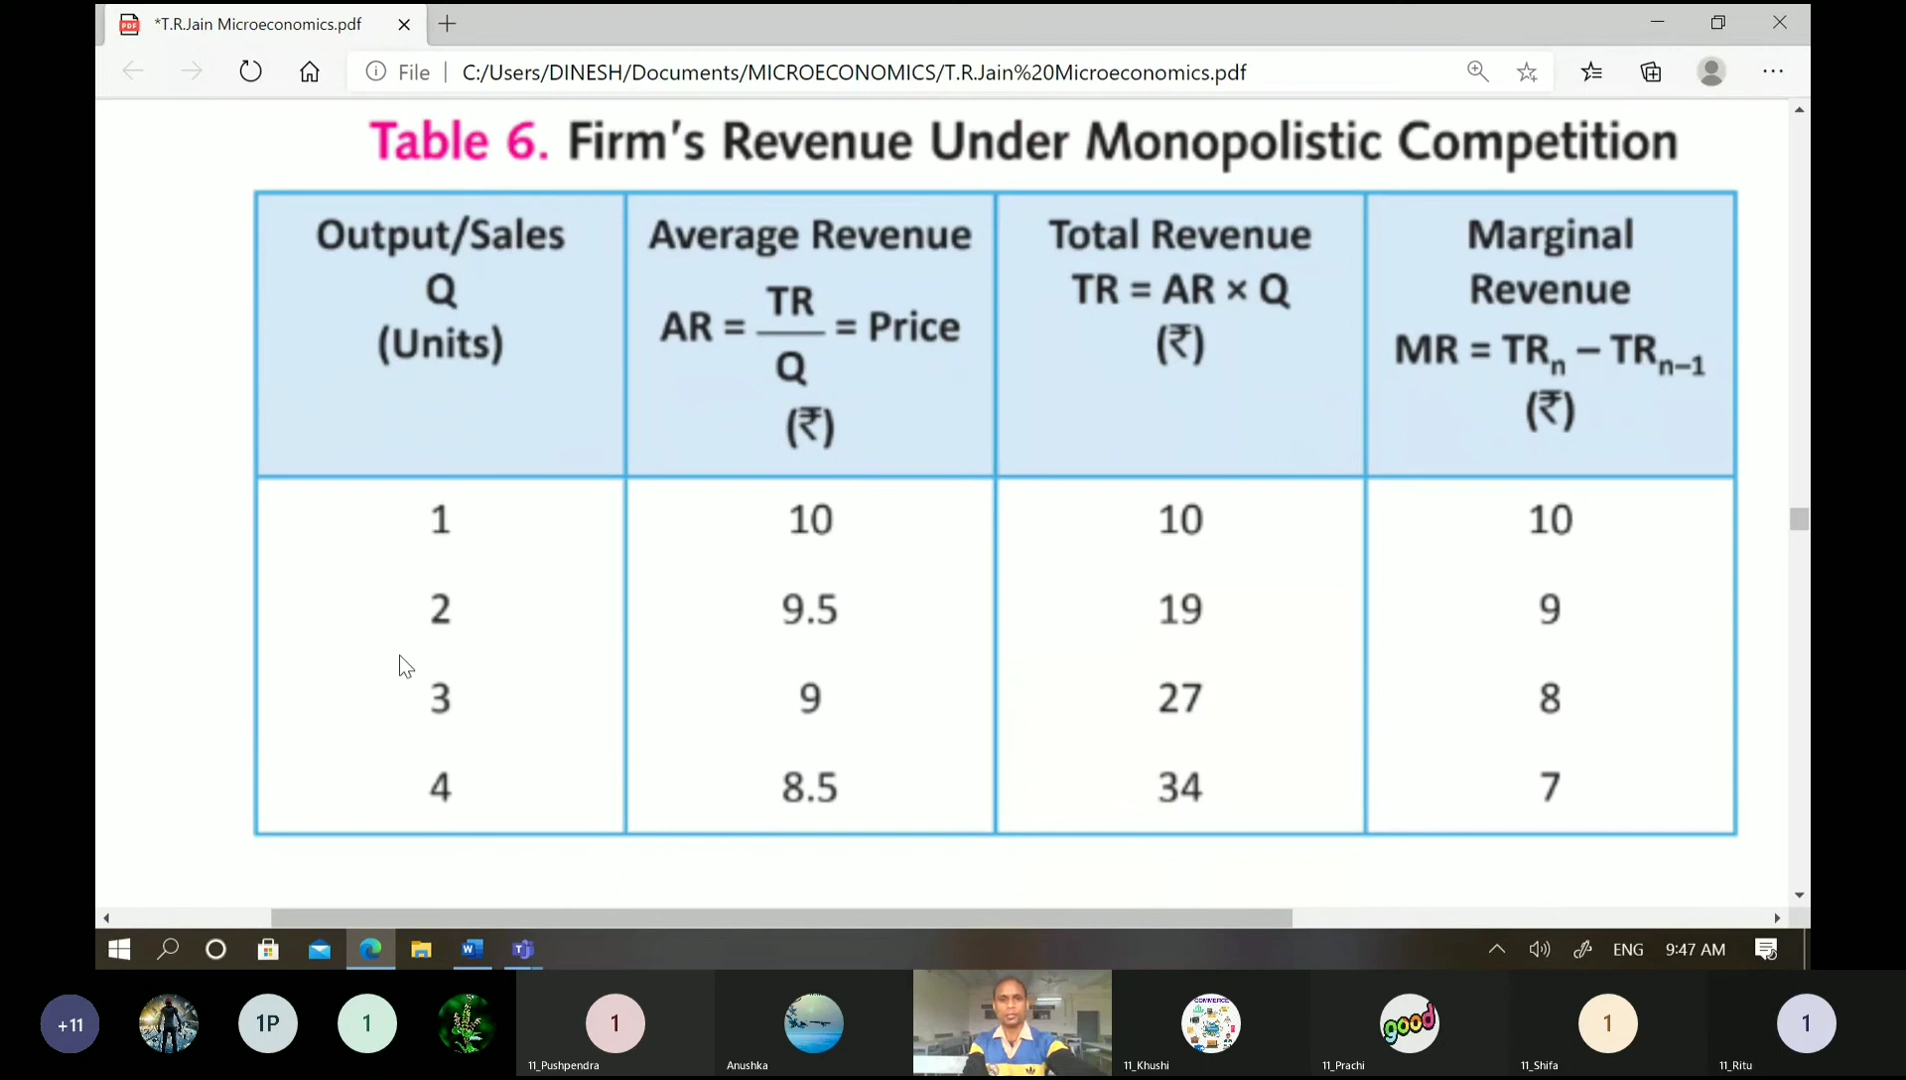 *T.R.Jain Microeconomics.pdf
File | C:/Users/DINESH/Documents/MICROECONOMICS/T.R.Jain%20Microeconomics.pdf
Table 6. Firm's Revenue Under Monopolistic Competition
Output/Sales
Q
(Units)
Average Revenue
AR = TR/Q = Price
(₹)
Total Revenue
TR = AR × Q
(₹)
Marginal
Revenue
MR = TRn – TRn–1
(₹)
1 10 10 10
2 9.5 19 9
3 9 27 8
4 8.5 34 7
ENG 9:47 AM
+11
1P
1
1
11_Pushpendra
Anushka
COMMERCE
11_Khushi
good
11_Prachi
1
11_Shifa
1
11_Ritu